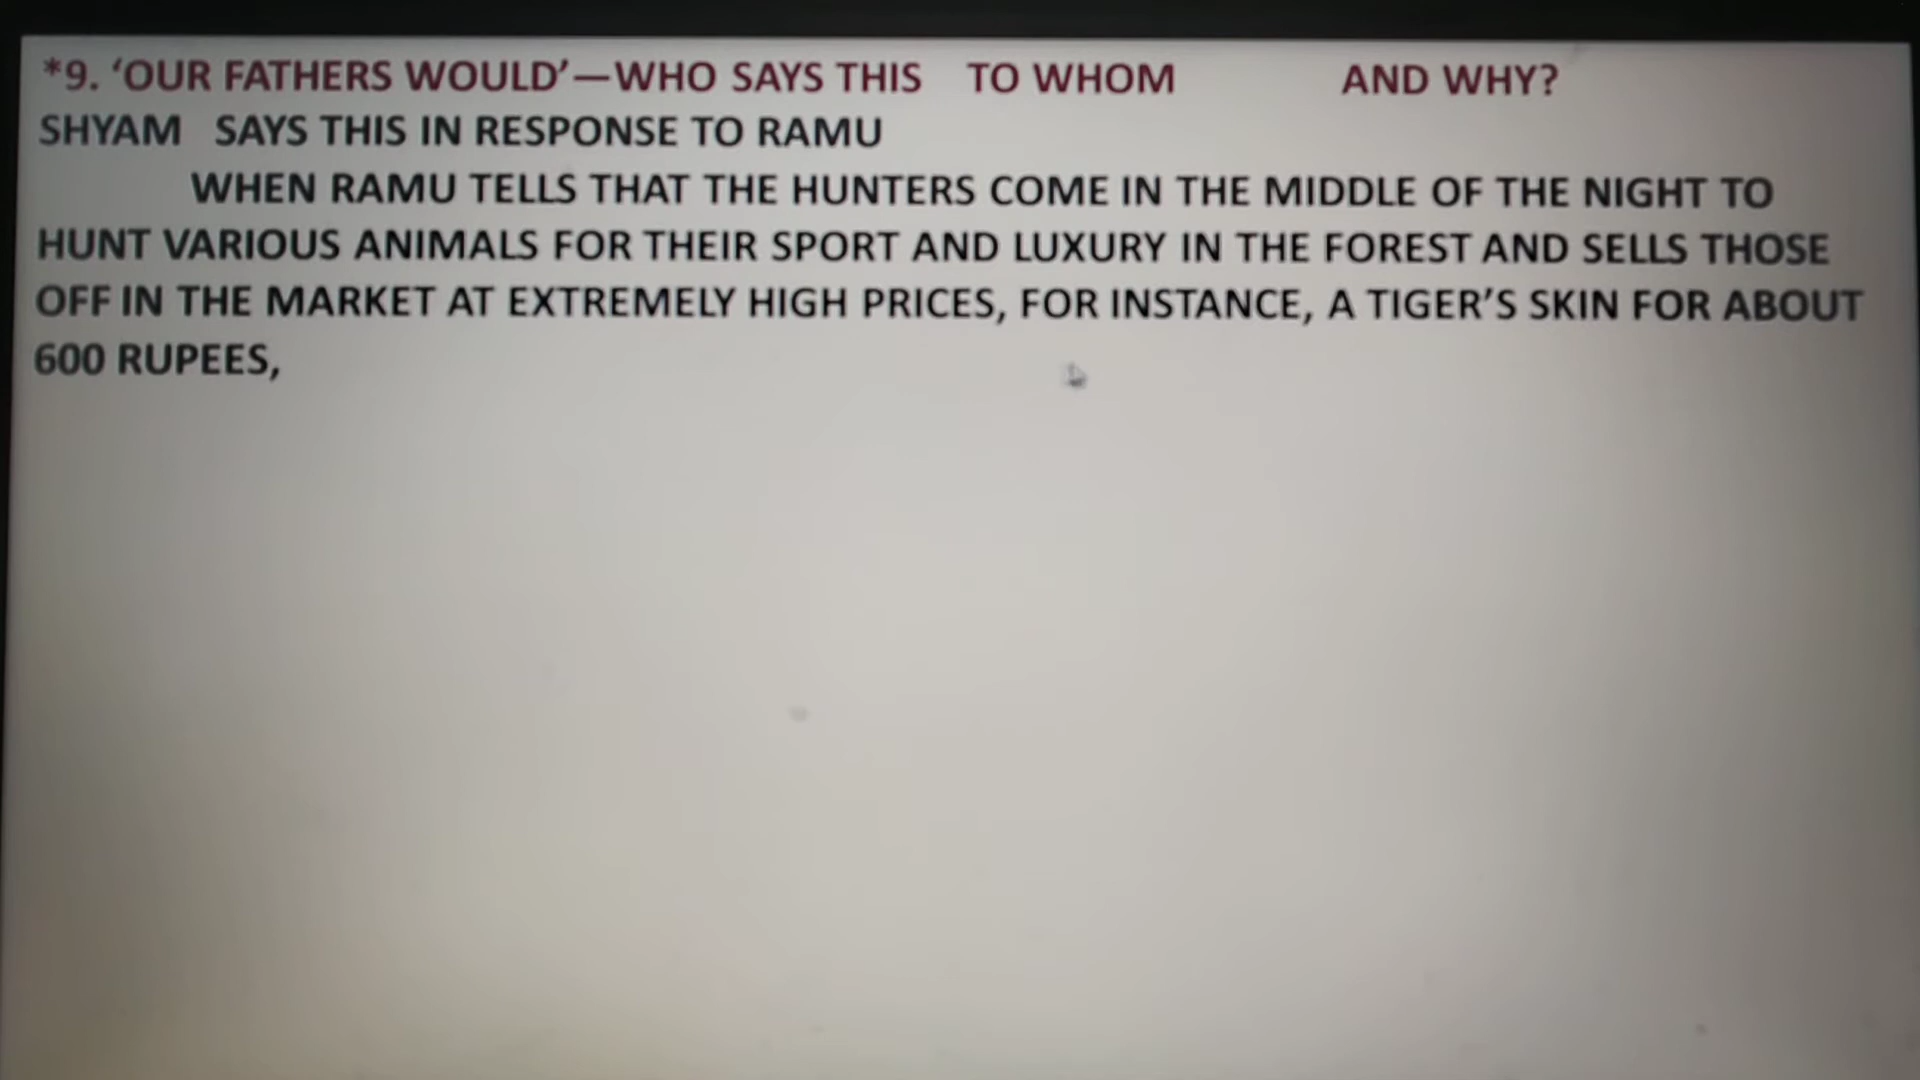 *9. ‘OUR FATHERS WOULD’—WHO SAYS THIS TO WHOM AND WHY?
SHYAM SAYS THIS IN RESPONSE TO RAMU
WHEN RAMU TELLS THAT THE HUNTERS COME IN THE MIDDLE OF THE NIGHT TO
HUNT VARIOUS ANIMALS FOR THEIR SPORT AND LUXURY IN THE FOREST AND SELLS THOSE
OFF IN THE MARKET AT EXTREMELY HIGH PRICES, FOR INSTANCE, A TIGER’S SKIN FOR ABOUT
600 RUPEES,